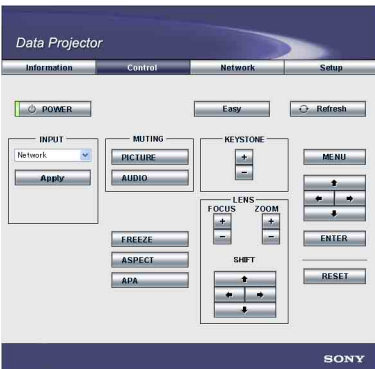 Data Projector
Information Control Network Setup
POWER Easy Refresh
INPUT MUTING KEYSTONE
Network PICTURE + MENU
Apply AUDIO -
LENS
FOCUS ZOOM
+ +
FREEZE - - ENTER
ASPECT SHIFT
APA RESET
SONY